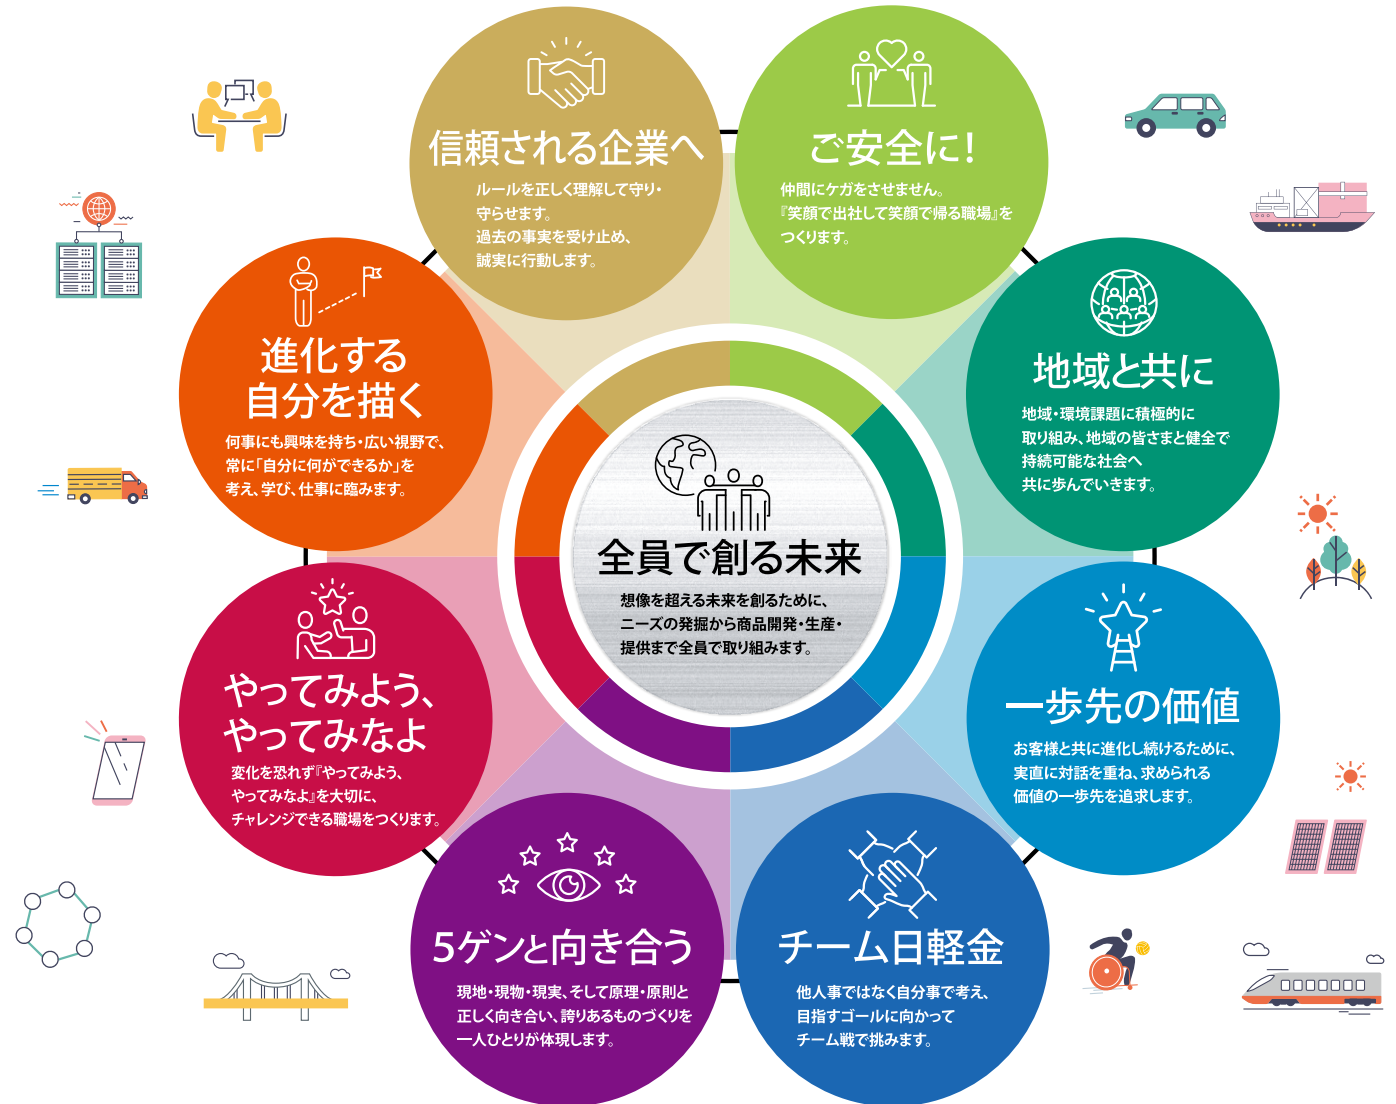 信頼される企業へ
ルールを正しく理解して守り・
守らせます。
過去の事実を受け止め、
誠実に行動します。
ご安全に！
仲間にケガをさせません。
『笑顔で出社して笑顔で帰る職場』を
つくります。
進化する
自分を描く
何事にも興味を持ち・広い視野で、
常に「自分に何ができるか」を
考え、学び、仕事に臨みます。
地域と共に
地域・環境課題に積極的に
取り組み、地域の皆さまと健全で
持続可能な社会へ
共に歩んでいきます。
全員で創る未来
想像を超える未来を創るために、
ニーズの発掘から商品開発・生産・
提供まで全員で取り組みます。
やってみよう、
やってみなよ
変化を恐れず『やってみよう、
やってみなよ』を大切に、
チャレンジできる職場をつくります。
一歩先の価値
お客様と共に進化し続けるために、
実直に対話を重ね、求められる
価値の一歩先を追求します。
5ゲンと向き合う
現地・現物・現実、そして原理・原則と
正しく向き合い、誇りあるものづくりを
一人ひとりが体現します。
チーム日軽金
他人事ではなく自分事で考え、
目指すゴールに向かって
チーム戦で挑みます。